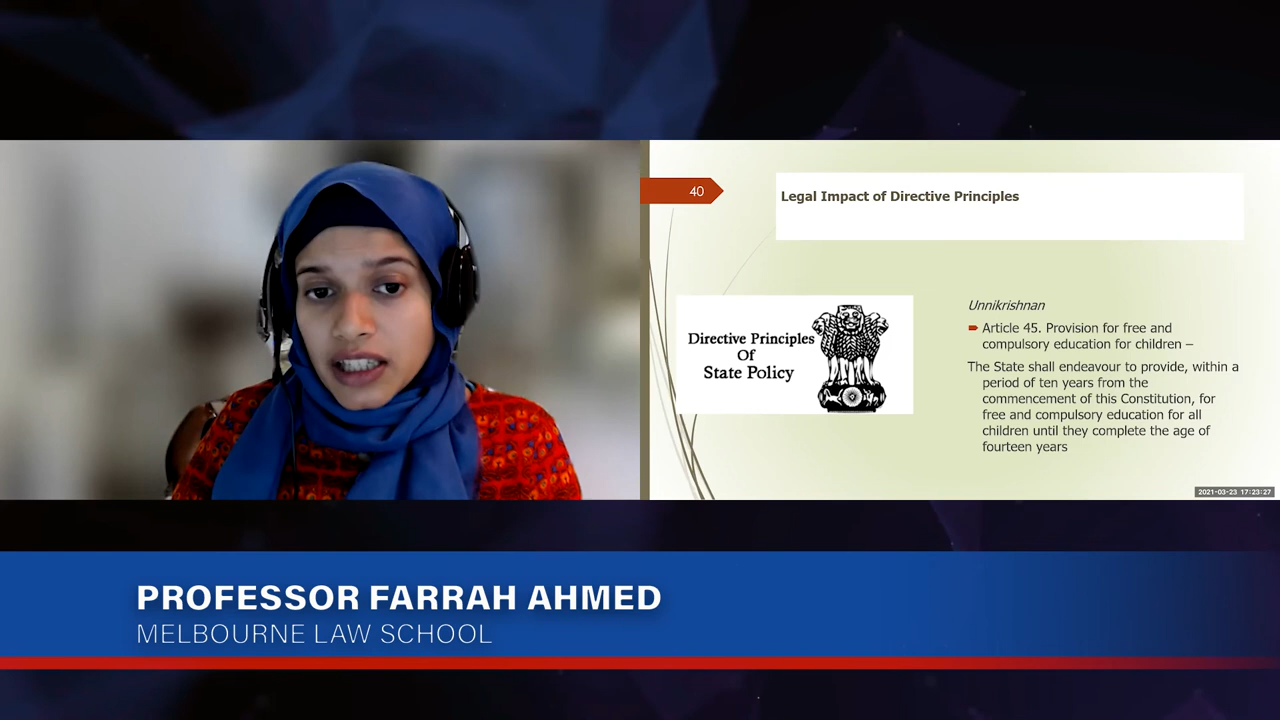 40
Legal Impact of Directive Principles
Directive Principles
Of
State Policy
Unnikrishnan
Article 45. Provision for free and
compulsory education for children –
The State shall endeavour to provide, within a
period of ten years from the
commencement of this Constitution, for
free and compulsory education for all
children until they complete the age of
fourteen years
2021-03-23 17:23:27
PROFESSOR FARRAH AHMED
MELBOURNE LAW SCHOOL